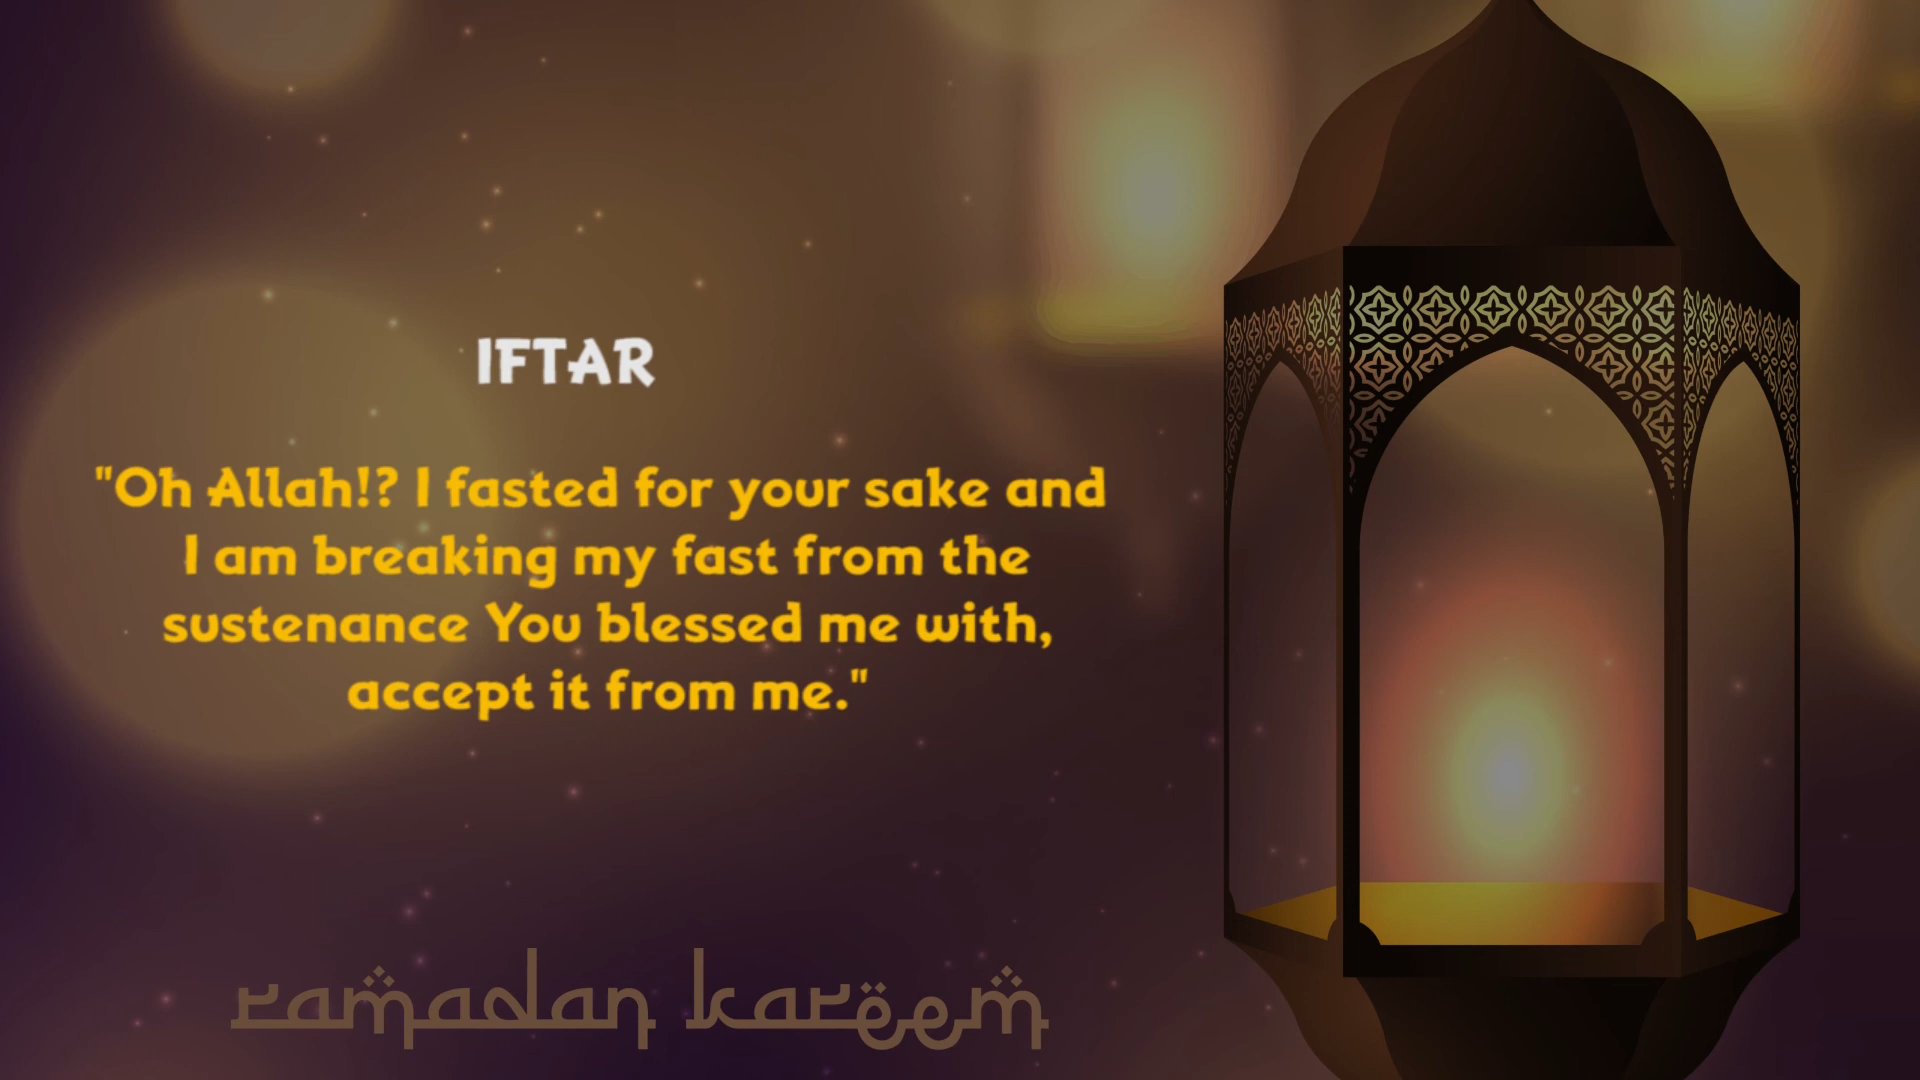 IFTAR
"Oh Allah!? I fasted for your sake and
I am breaking my fast from the
sustenance You blessed me with,
accept it from me."
ramadan kareem